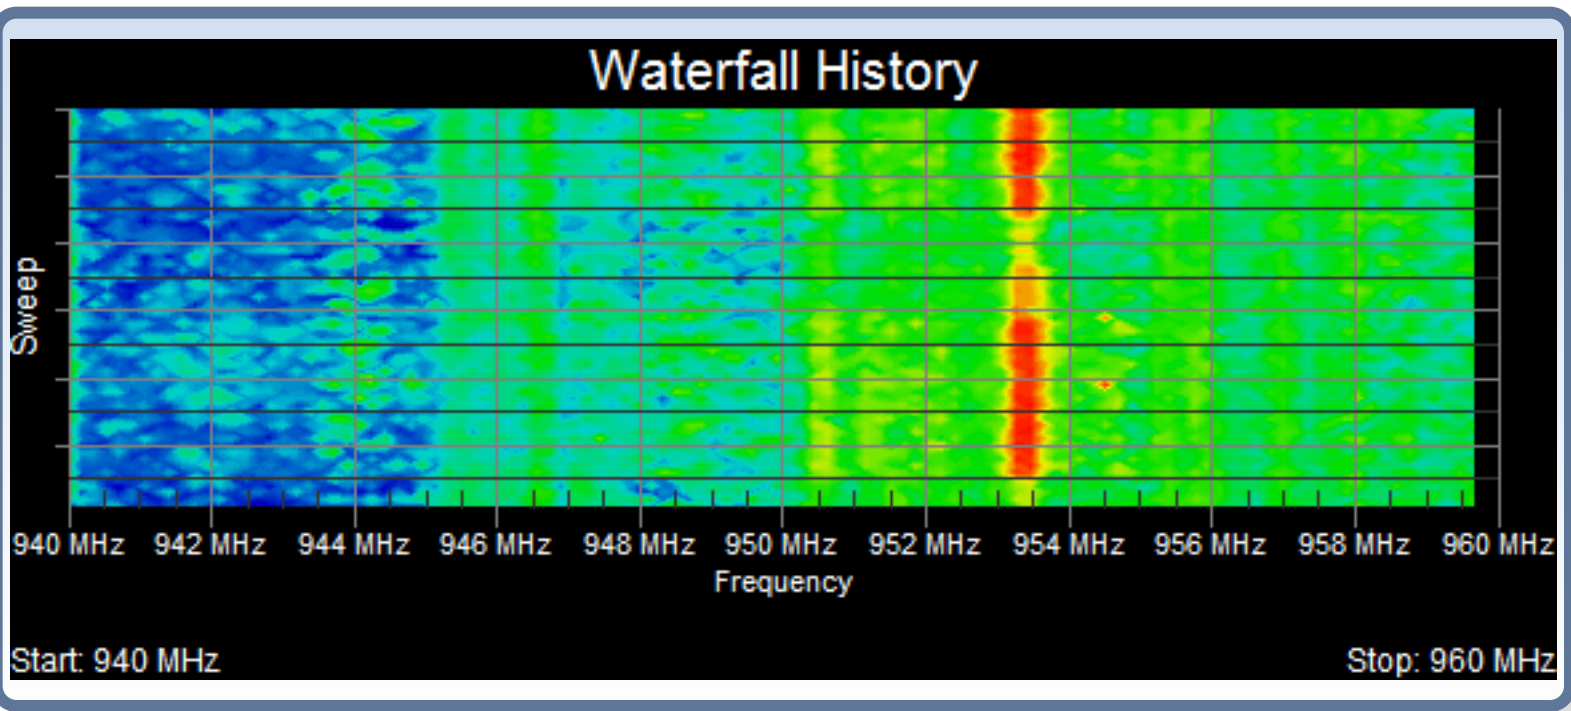 Waterfall History
Sweep
940 MHz 942 MHz 944 MHz 946 MHz 948 MHz 950 MHz 952 MHz 954 MHz 956 MHz 958 MHz 960 MHz
Frequency
Start: 940 MHz Stop: 960 MHz